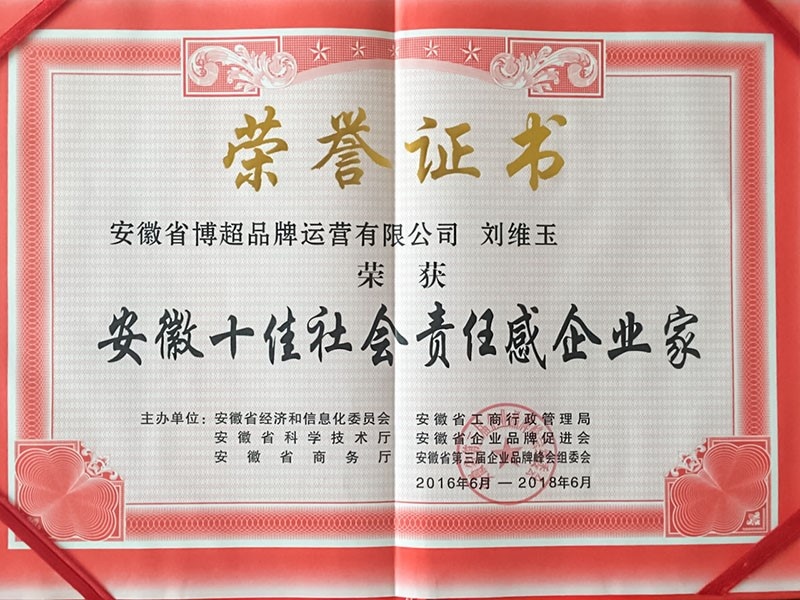 荣誉证书
安徽省博超品牌运营有限公司 刘维玉
荣获
安徽十佳社会责任感企业家
主办单位：安徽省经济和信息化委员会 安徽省工商行政管理局
安徽省科学技术厅 安徽省企业品牌促进会
安徽省商务厅 安徽省第三届企业品牌峰会组委会
2016年6月 — 2018年6月